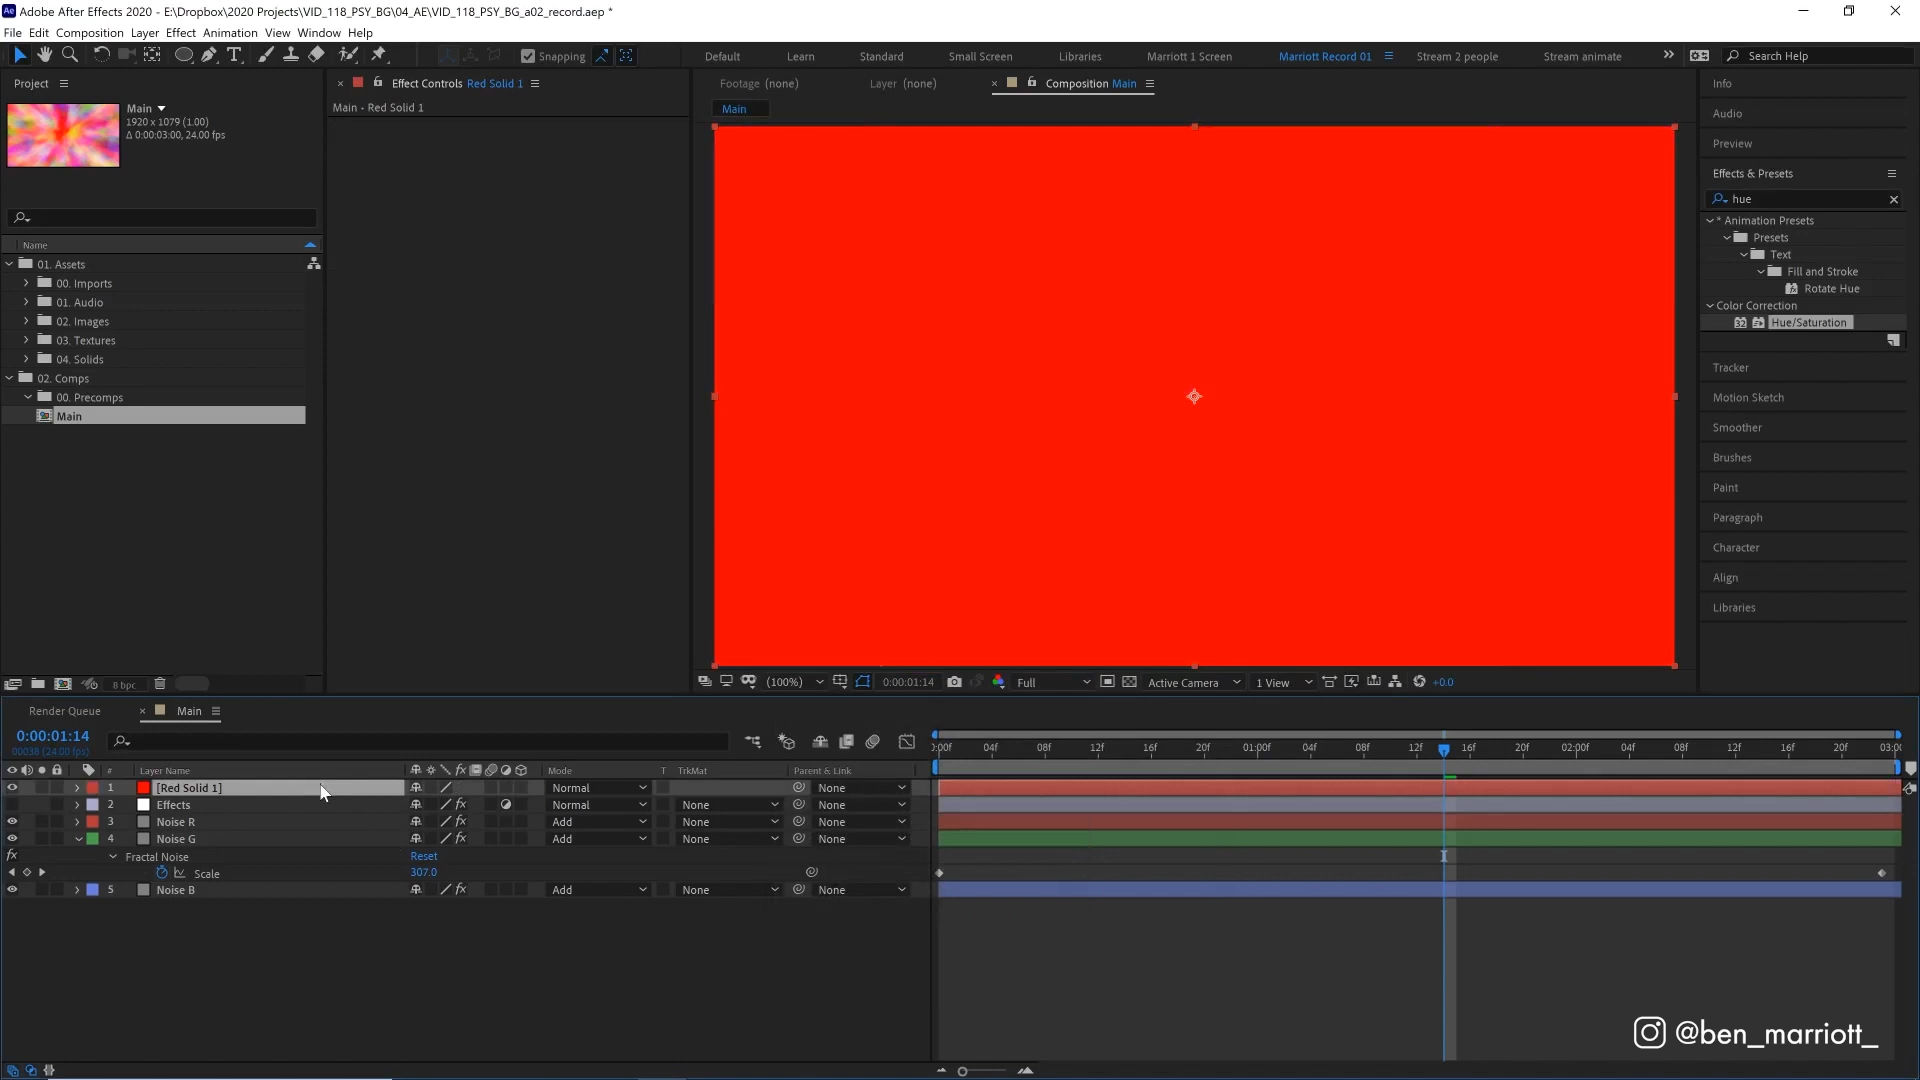 Adobe After Effects 2020 - E:\Dropbox\2020 Projects\VID_118_PSY_BG\04_AE\VID_118_PSY_BG_a02_record.aep *
File Edit Composition Layer Effect Animation View Window Help
Snapping
Default Learn Standard Small Screen Libraries Marriott 1 Screen Marriott Record 01 Stream 2 people Stream animate
Search Help
Project
Main
1920 x 1079 (1.00)
Δ 0:00:03:00, 24.00 fps
Name
01. Assets
00. Imports
01. Audio
02. Images
03. Textures
04. Solids
02. Comps
00. Precomps
Main
8 bpc
Effect Controls Red Solid 1
Main • Red Solid 1
Footage (none)
Layer (none)
Composition Main
Main
(100%)
0:00:01:14
Full
Active Camera
1 View
+0.0
Info
Audio
Preview
Effects & Presets
hue
* Animation Presets
Presets
Text
Fill and Stroke
Rotate Hue
Color Correction
32
Hue/Saturation
Tracker
Motion Sketch
Smoother
Brushes
Paint
Paragraph
Character
Align
Libraries
Render Queue
Main
0:00:01:14
00038 (24.00 fps)
# Layer Name Mode T TrkMat Parent & Link
1 [Red Solid 1] Normal None
2 Effects fx Normal None None
3 Noise R fx Add None None
4 Noise G fx Add None None
fx Fractal Noise Reset
Scale 307.0
5 Noise B fx Add None None
):00f 04f 08f 12f 16f 20f 01:00f 04f 08f 12f 16f 20f 02:00f 04f 08f 12f 16f 20f 03:00
@ben_marriott_